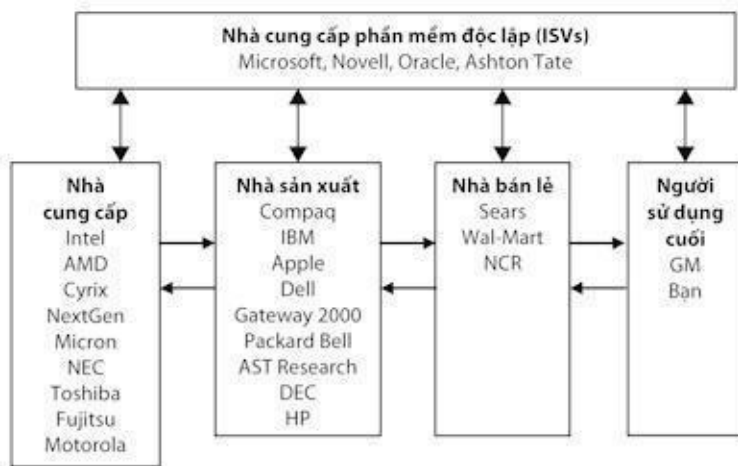 Nhà cung cấp phần mềm độc lập (ISVs)
Microsoft, Novell, Oracle, Ashton Tate
Nhà
cung cấp
Intel
AMD
Cyrix
NextGen
Micron
NEC
Toshiba
Fujitsu
Motorola
Nhà sản xuất
Compaq
IBM
Apple
Dell
Gateway 2000
Packard Bell
AST Research
DEC
HP
Nhà bán lẻ
Sears
Wal-Mart
NCR
Người
sử dụng
cuối
GM
Bạn